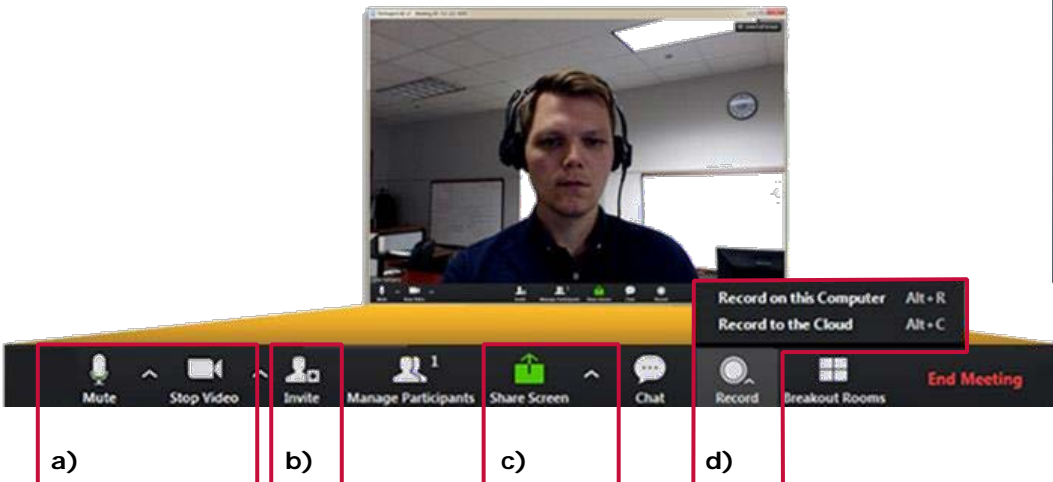 Record on this Computer Alt+R
Record to the Cloud Alt+C
1
Mute Stop Video Invite Manage Participants Share Screen Chat Record Breakout Rooms End Meeting
a) b) c) d)